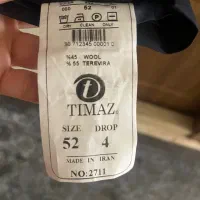 52
DRY CLEAN ONLY
%45 WOOL
% 55 TEREVIRA
TIMAZ
SIZE DROP
52 4
MADE IN IRAN
NO:2711